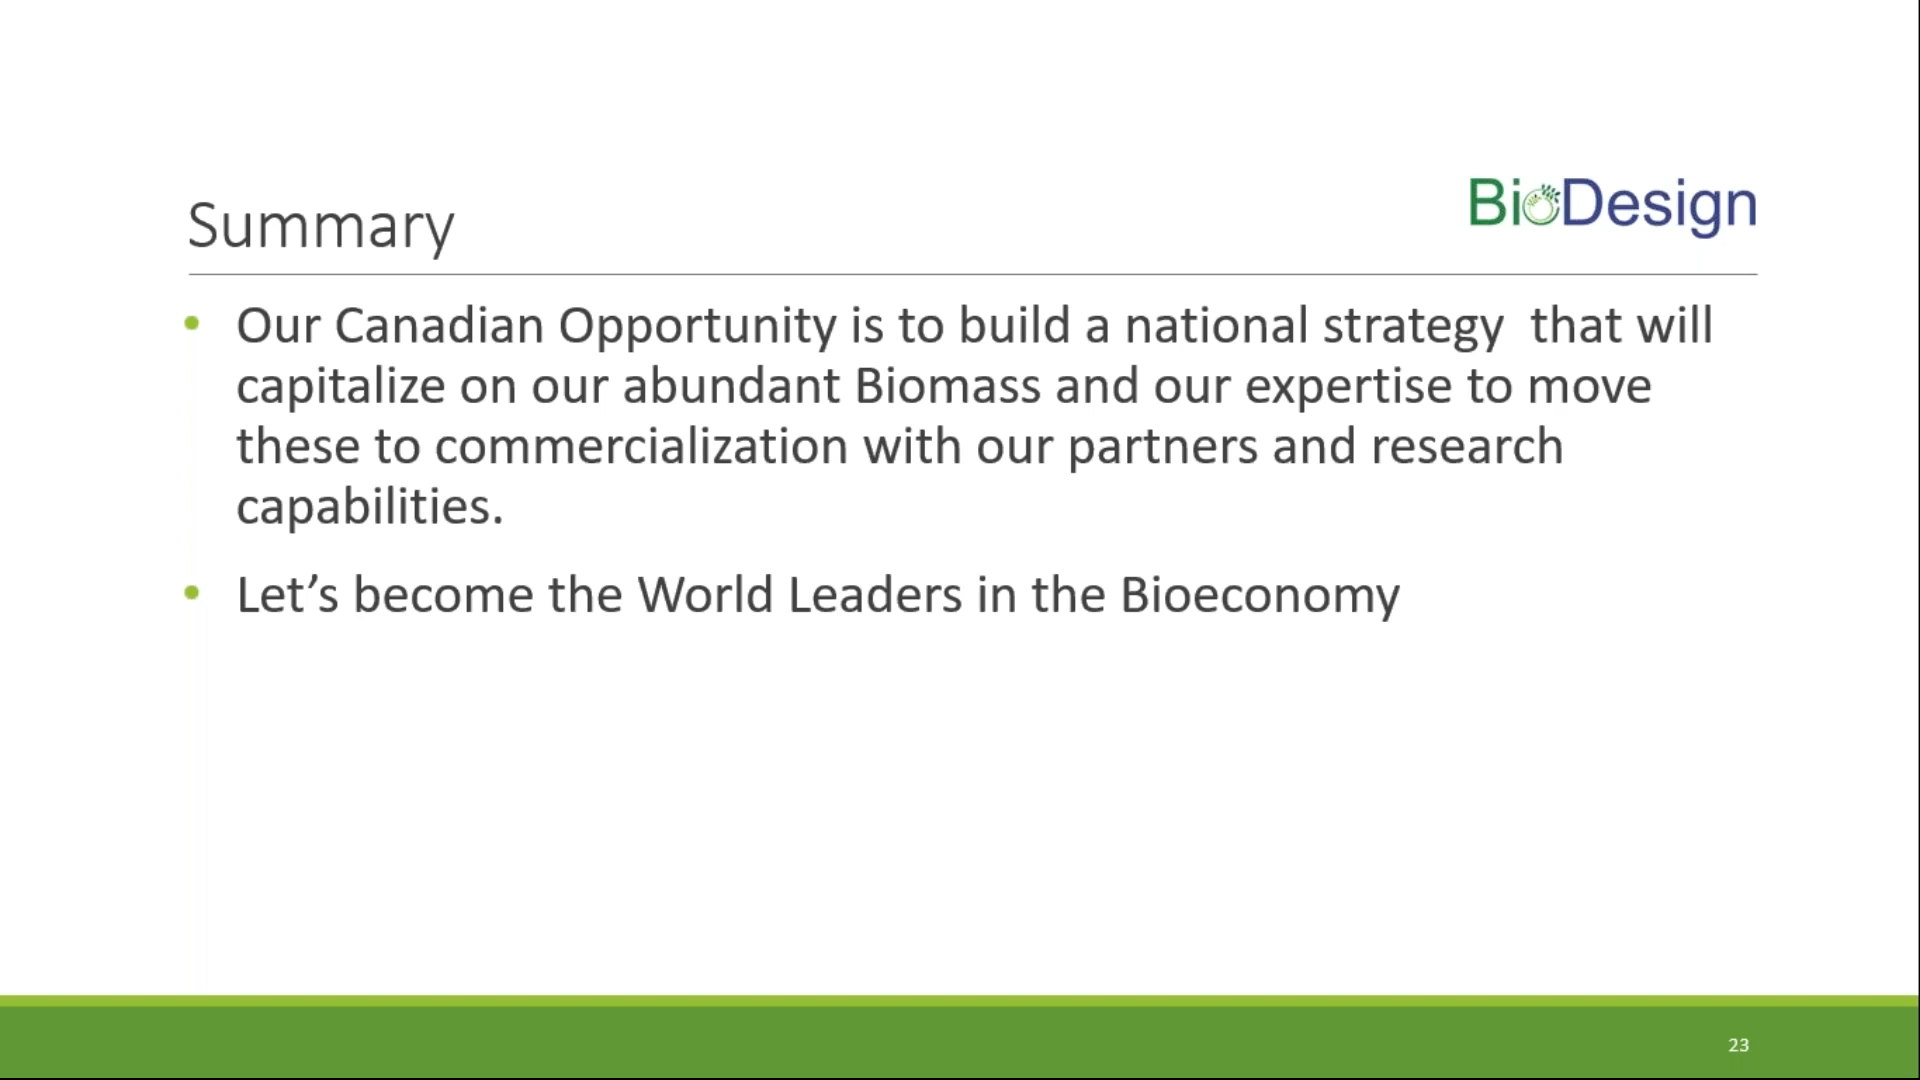 Summary
BioDesign
• Our Canadian Opportunity is to build a national strategy  that will
capitalize on our abundant Biomass and our expertise to move
these to commercialization with our partners and research
capabilities.
• Let’s become the World Leaders in the Bioeconomy
23